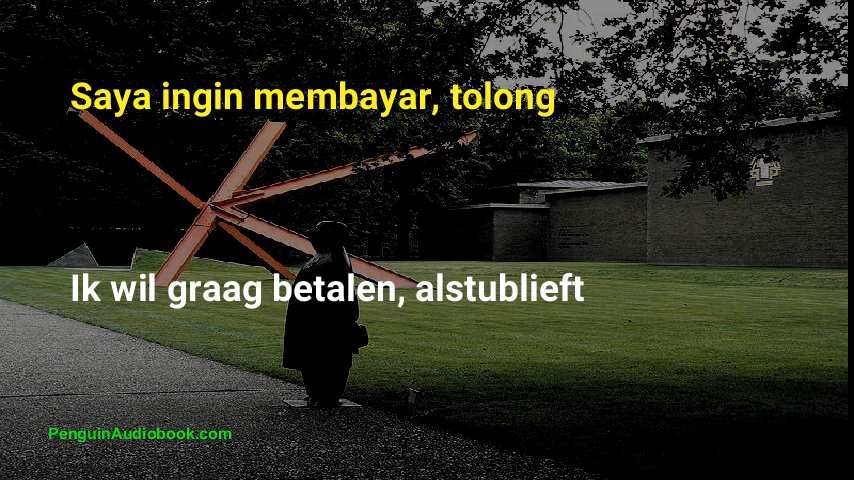 Saya ingin membayar, tolong
Ik wil graag betalen, alstublieft
PenguinAudiobook.com